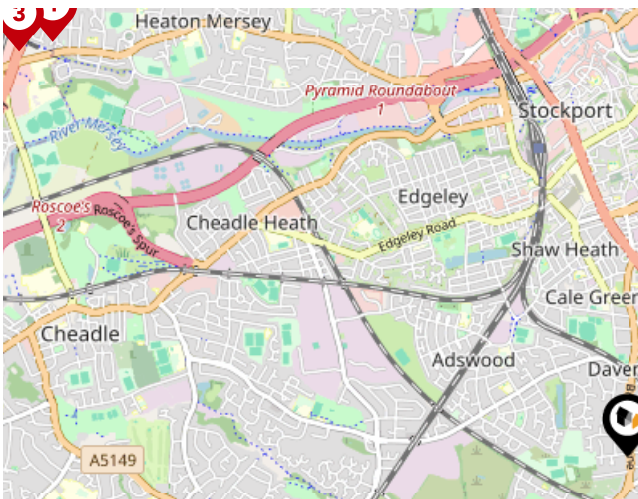 3
Heaton Mersey
Pyramid Roundabout
1
Stockport
River Mersey
Edgeley
Roscoe's
2
Roscoe's Spur
Cheadle Heath
Edgeley Road
Shaw Heath
Cale Green
Cheadle
Adswood
Daven
A5149